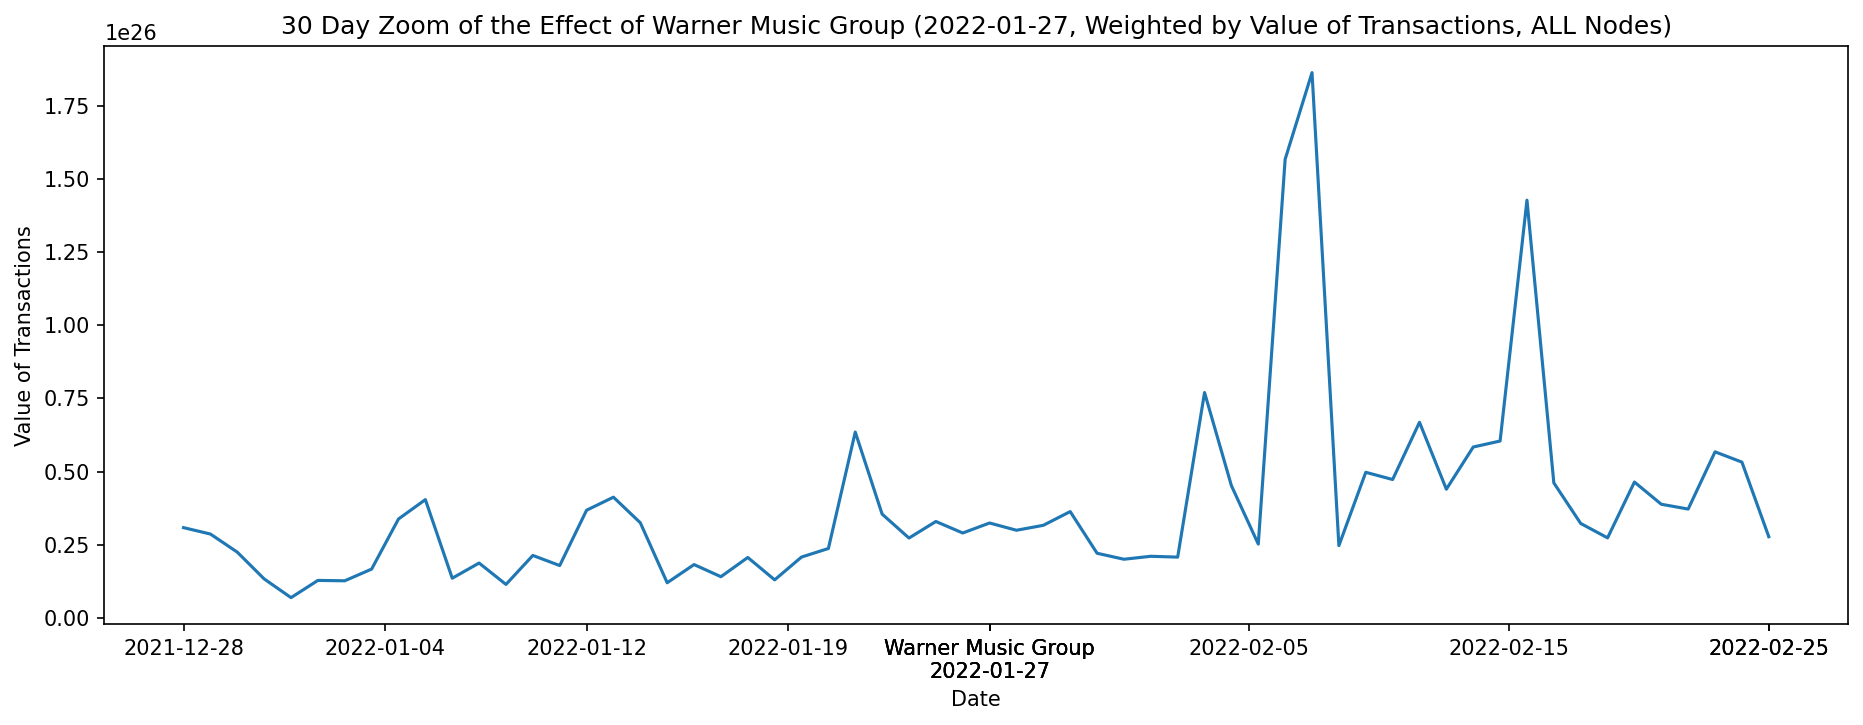 30 Day Zoom of the Effect of Warner Music Group (2022-01-27, Weighted by Value of Transactions, ALL Nodes)
1e26
1.75
1.50
1.25
1.00
0.75
0.50
0.25
0.00
Value of Transactions
2021-12-28 2022-01-04 2022-01-12 2022-01-19 Warner Music Group 2022-02-05 2022-02-15 2022-02-25
2022-01-27
Date